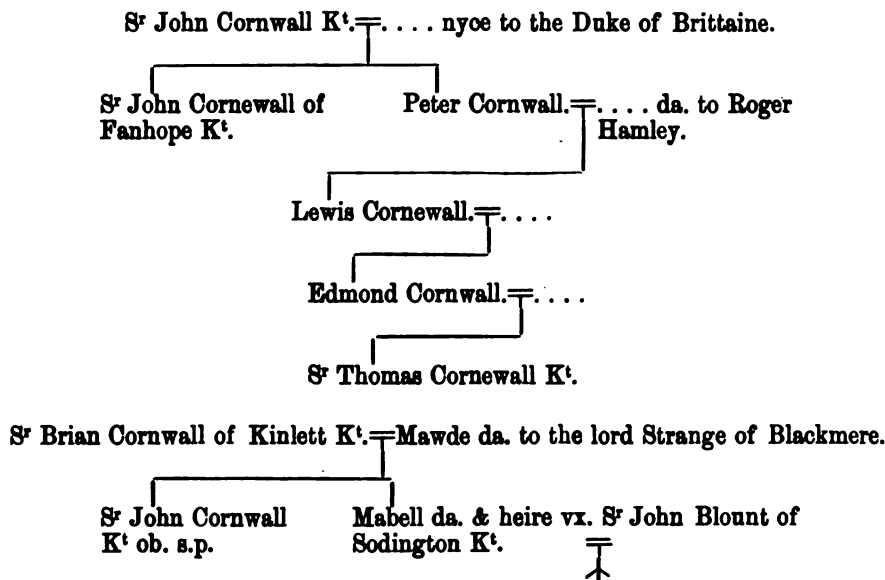 Sʳ John Cornwall Kᵗ.=. . . . nyce to the Duke of Brittaine.
Sʳ John Cornewall of Fanhope Kᵗ.
Peter Cornwall.=. . . . da. to Roger Hamley.
Lewis Cornewall.=. . . .
Edmond Cornwall.=. . . .
Sʳ Thomas Cornewall Kᵗ.
Sʳ Brian Cornwall of Kinlett Kᵗ.=Mawde da. to the lord Strange of Blackmere.
Sʳ John Cornwall
Kᵗ ob. s.p.
Mabell da. & heire vx. Sʳ John Blount of
Sodington Kᵗ.